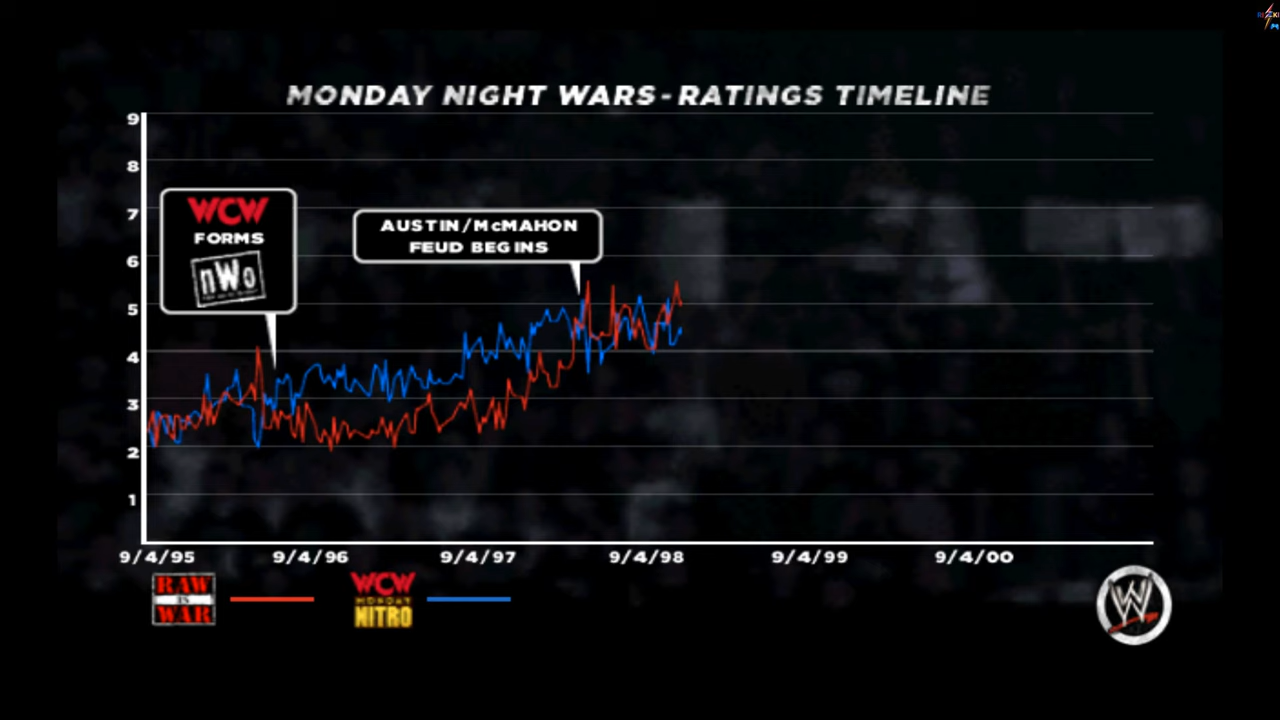 MONDAY NIGHT WARS - RATINGS TIMELINE
9
8
7
6
5
4
3
2
1
WCW
FORMS
nWo
AUSTIN/McMAHON
FEUD BEGINS
9/4/95 9/4/96 9/4/97 9/4/98 9/4/99 9/4/00
RAW
IS
WAR
WCW
MONDAY
NITRO
W